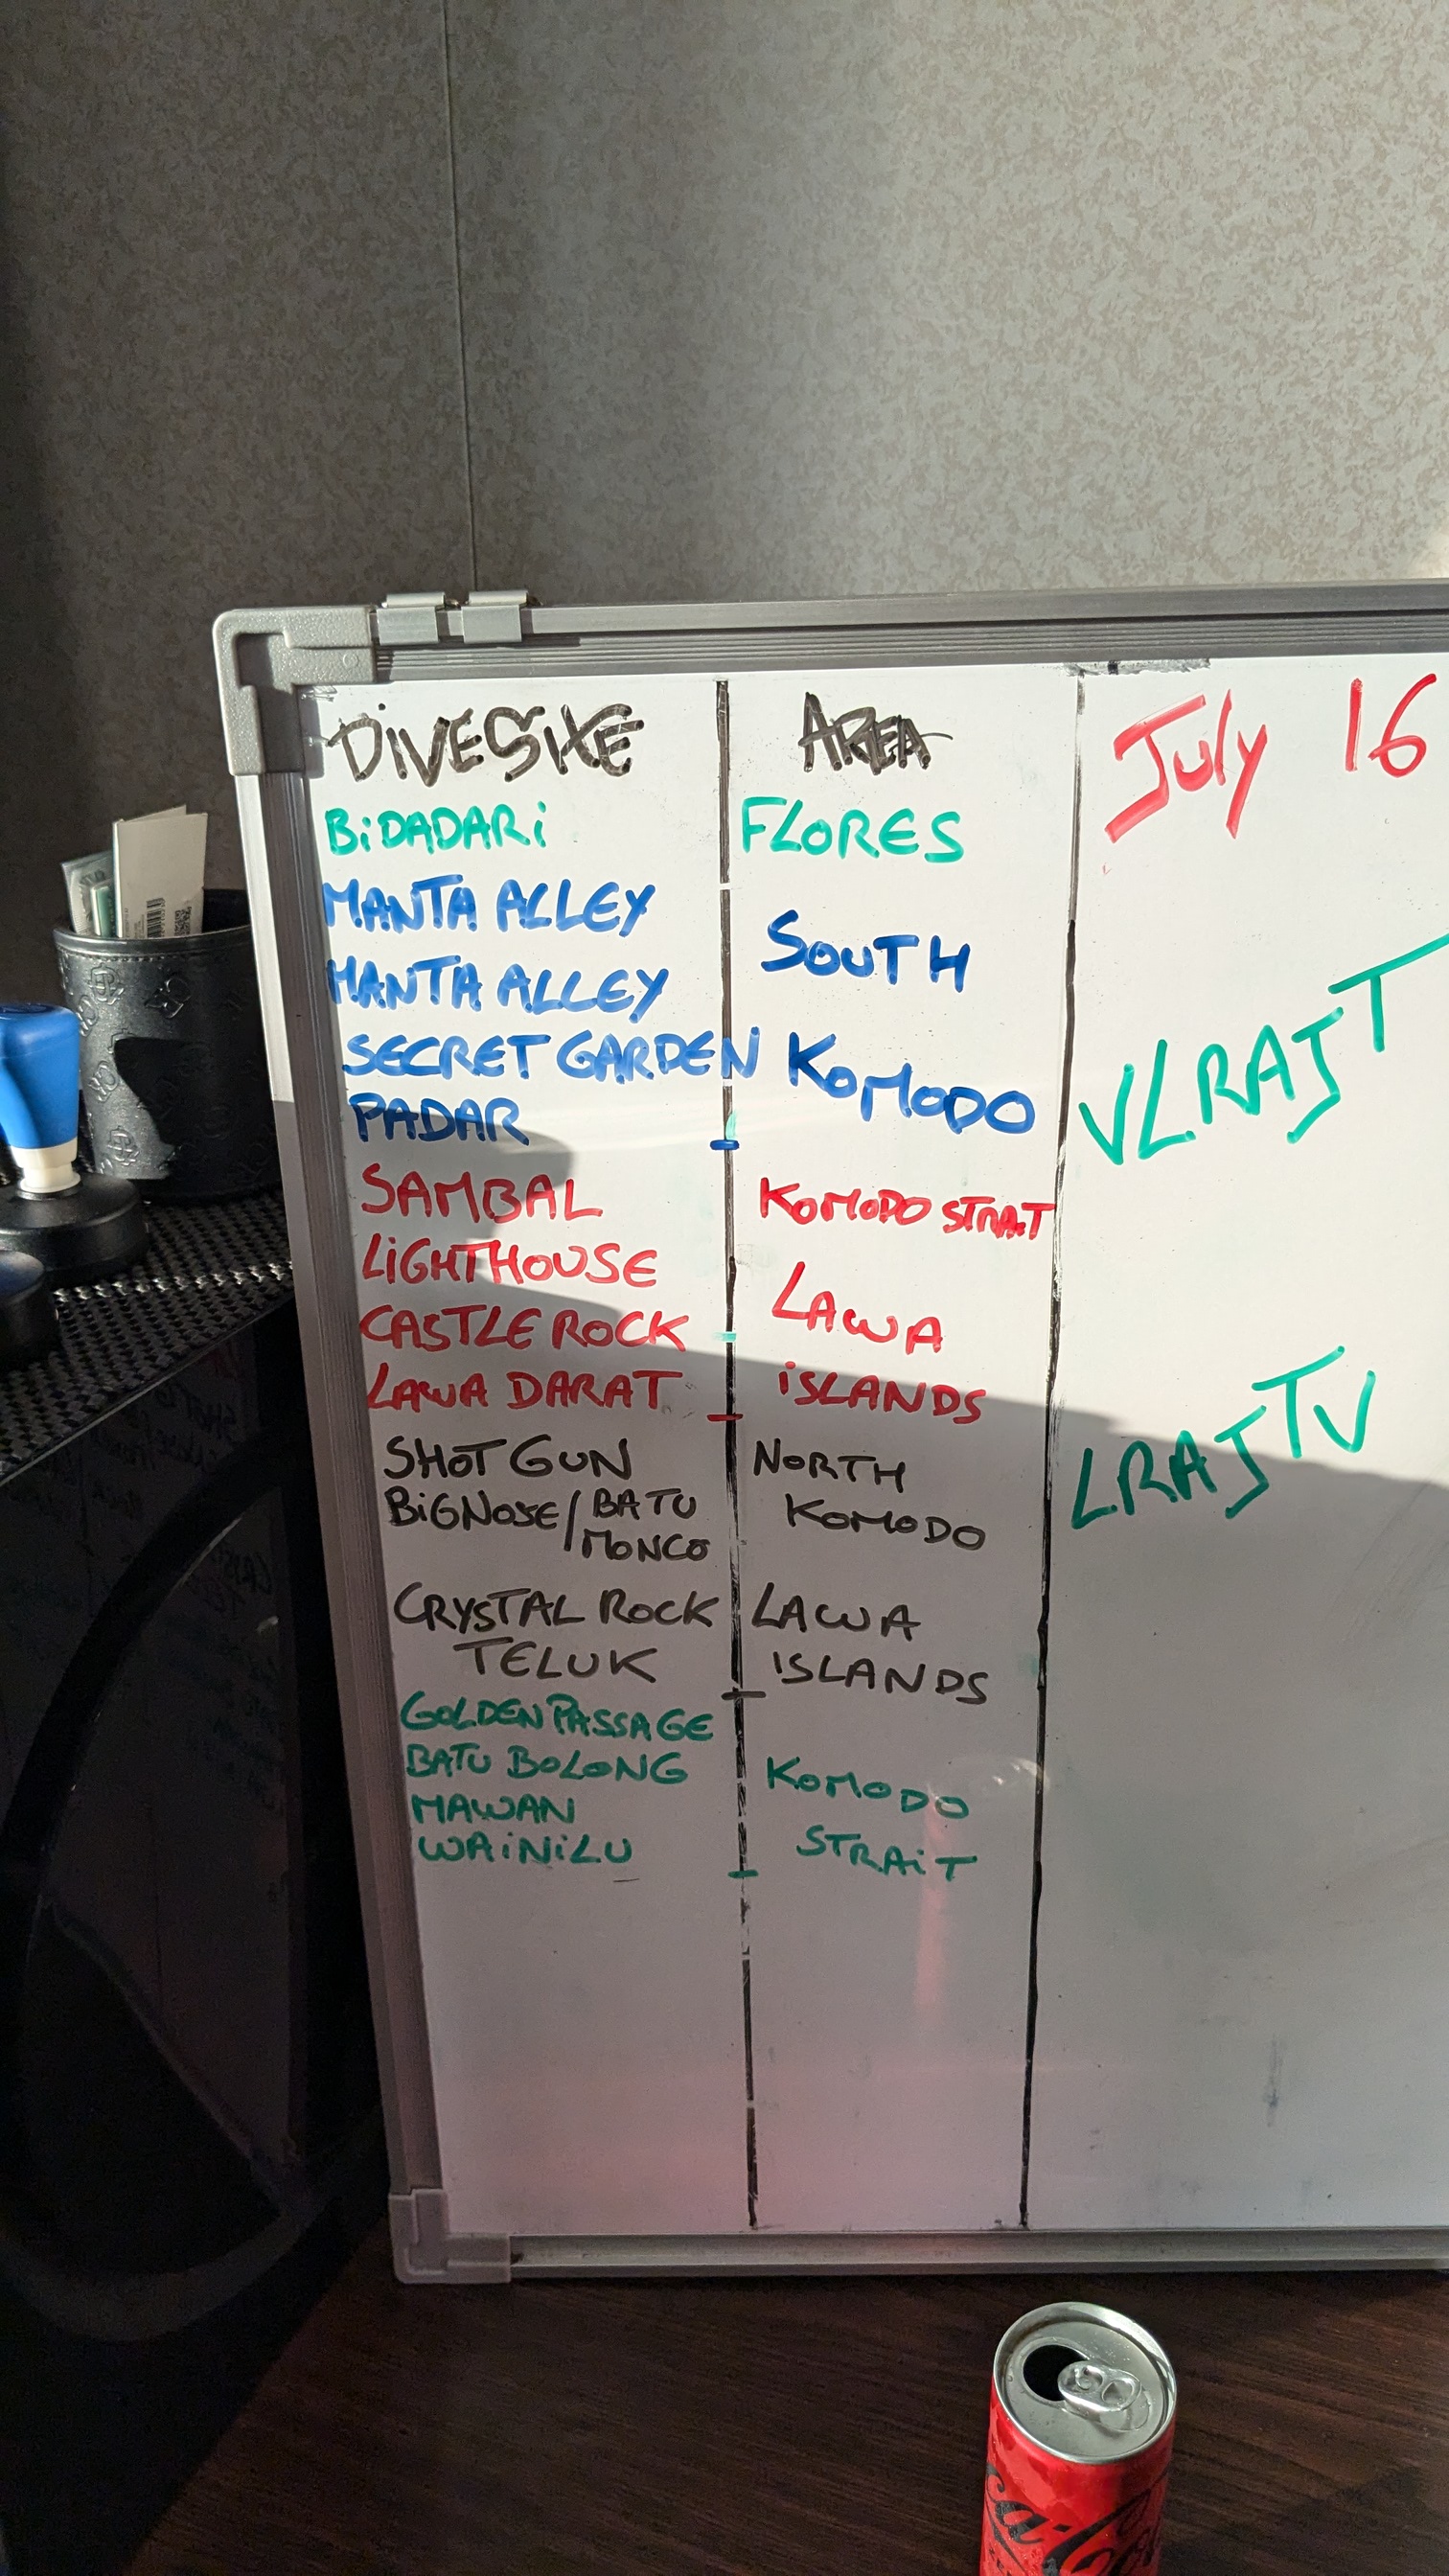 DiVESiTE
AREA
July 16
BiDADARi
FLORES
MANTA ALLEY
MANTA ALLEY
SOUTH
SECRET GARDEN
KOMODO
PADAR
VLRAJT
SAMBAL
KOMODO STRAIT
LiGHTHOUSE
CASTLE ROCK
LAWA
LAWA DARAT
iSLANDS
LRAJTV
SHOTGUN
NORTH
BiGNOSE/BATU
MONCO
KOMODO
CRYSTAL ROCK
LAWA
TELUK
ISLANDS
GOLDEN PASSAGE
BATU BOLONG
KOMODO
MAWAN
WAiNiLU
STRAiT